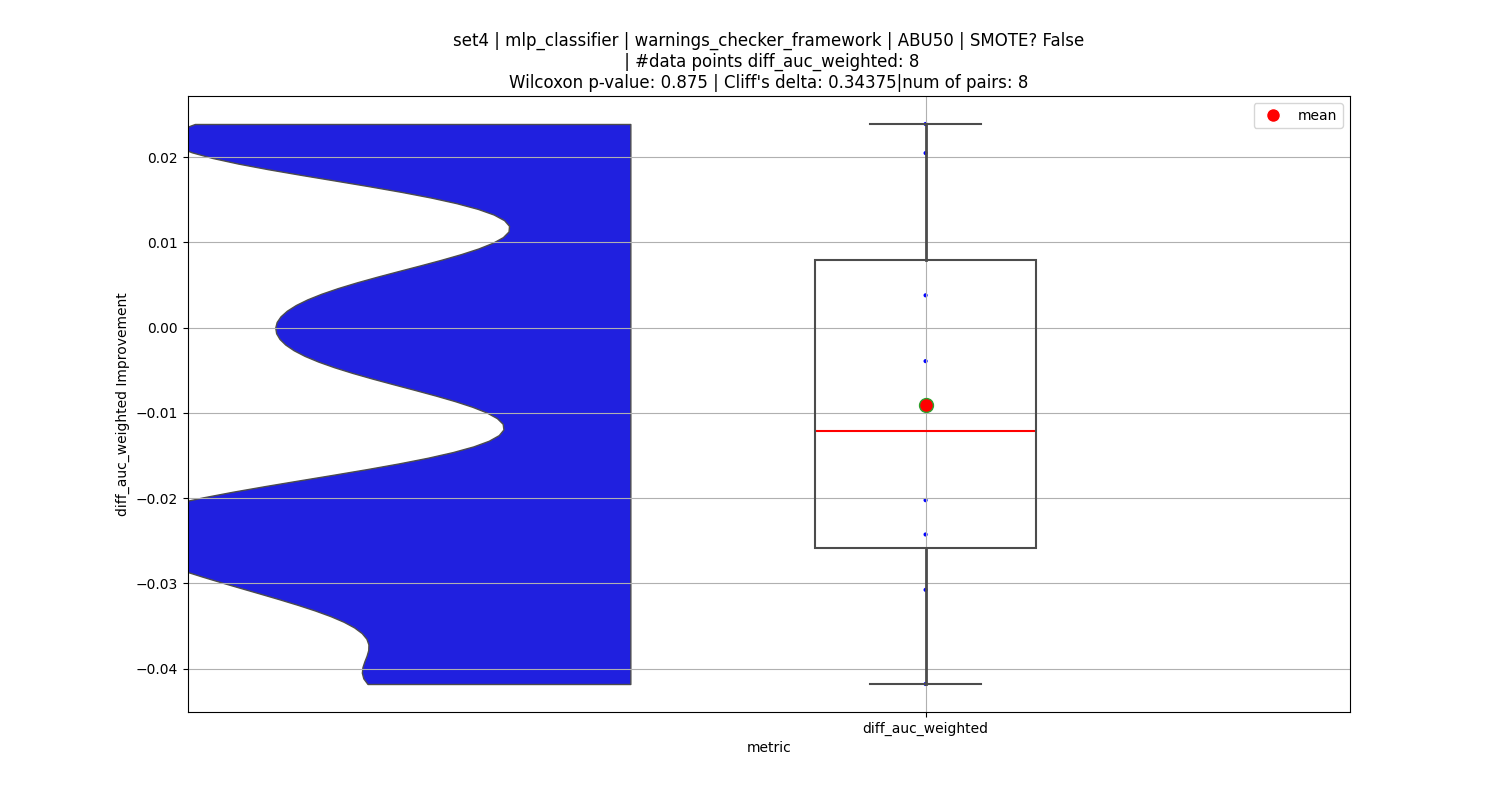 set4 | mlp_classifier | warnings_checker_framework | ABU50 | SMOTE? False
| #data points diff_auc_weighted: 8
Wilcoxon p-value: 0.875 | Cliff's delta: 0.34375|num of pairs: 8
mean
0.02
0.01
0.00
−0.01
−0.02
−0.03
−0.04
diff_auc_weighted Improvement
diff_auc_weighted
metric